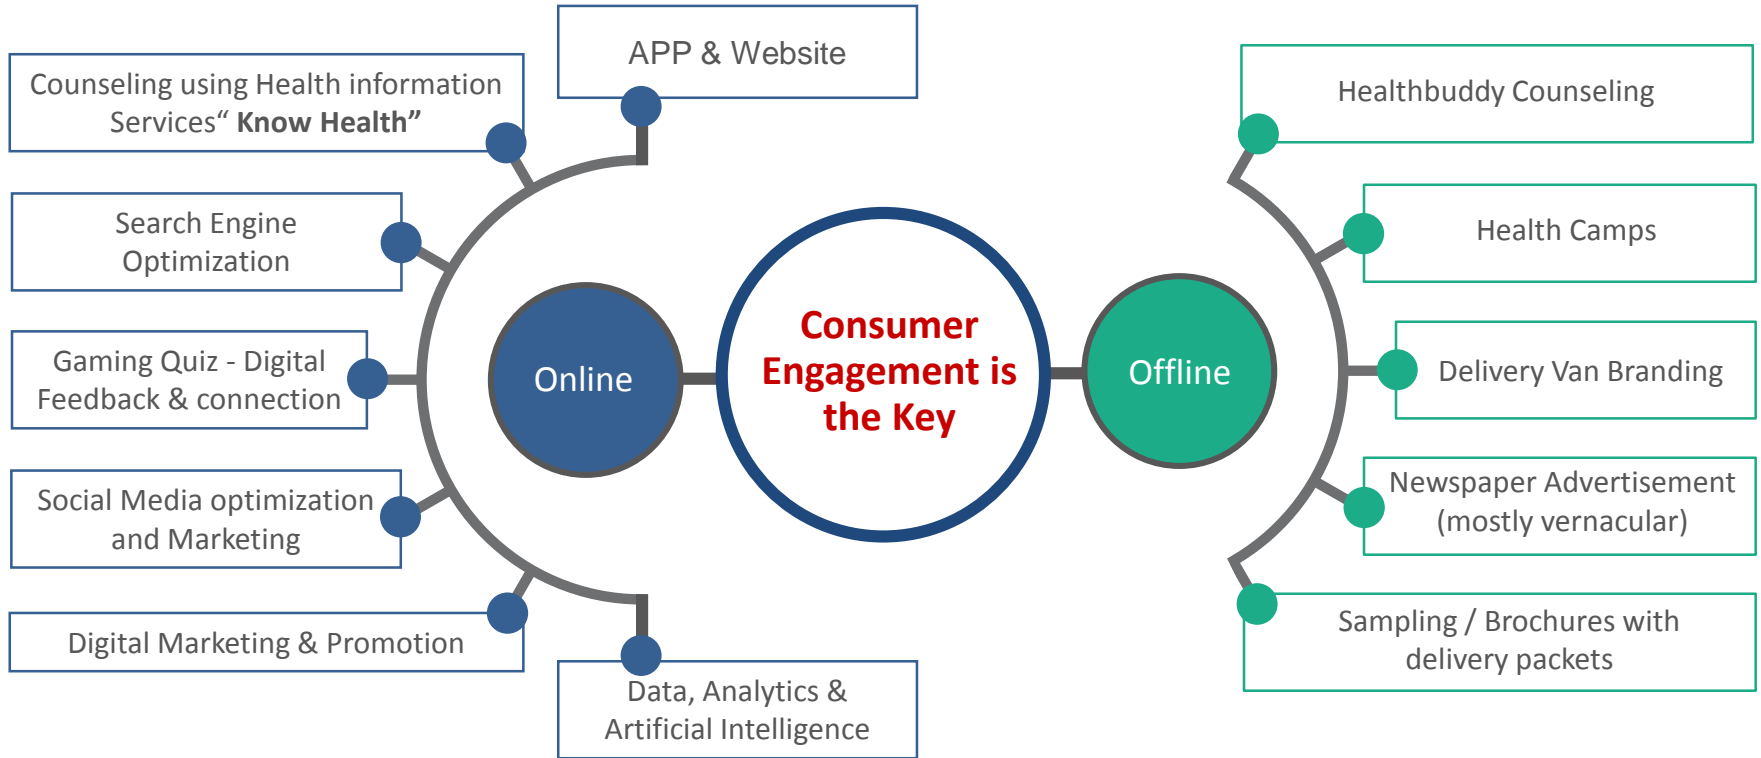 APP & Website
Counseling using Health information
Services“ Know Health”
Search Engine
Optimization
Gaming Quiz - Digital
Feedback & connection
Social Media optimization
and Marketing
Digital Marketing & Promotion
Data, Analytics &
Artificial Intelligence
Online
Consumer
Engagement is
the Key
Offline
Healthbuddy Counseling
Health Camps
Delivery Van Branding
Newspaper Advertisement
(mostly vernacular)
Sampling / Brochures with
delivery packets